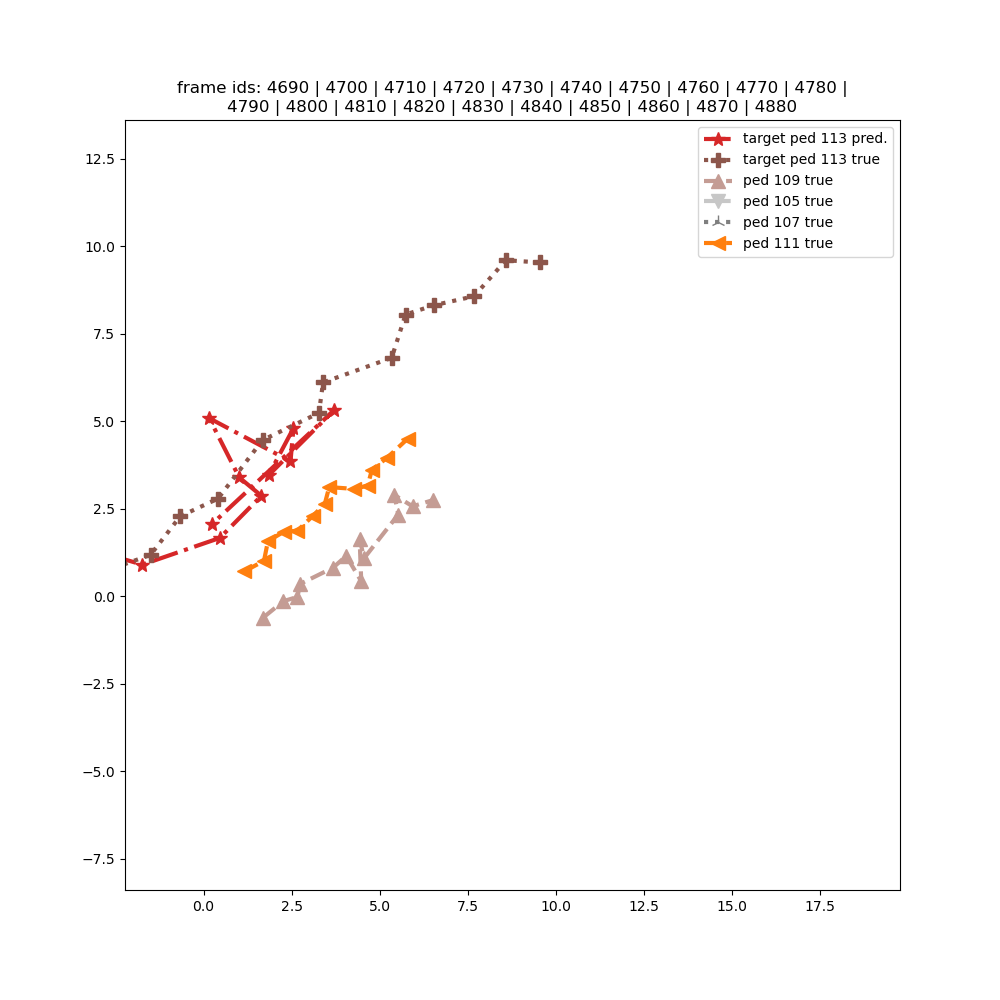 frame ids: 4690 | 4700 | 4710 | 4720 | 4730 | 4740 | 4750 | 4760 | 4770 | 4780 |
4790 | 4800 | 4810 | 4820 | 4830 | 4840 | 4850 | 4860 | 4870 | 4880
target ped 113 pred.
target ped 113 true
ped 109 true
ped 105 true
ped 107 true
ped 111 true
12.5
10.0
7.5
5.0
2.5
0.0
−2.5
−5.0
−7.5
0.0 2.5 5.0 7.5 10.0 12.5 15.0 17.5